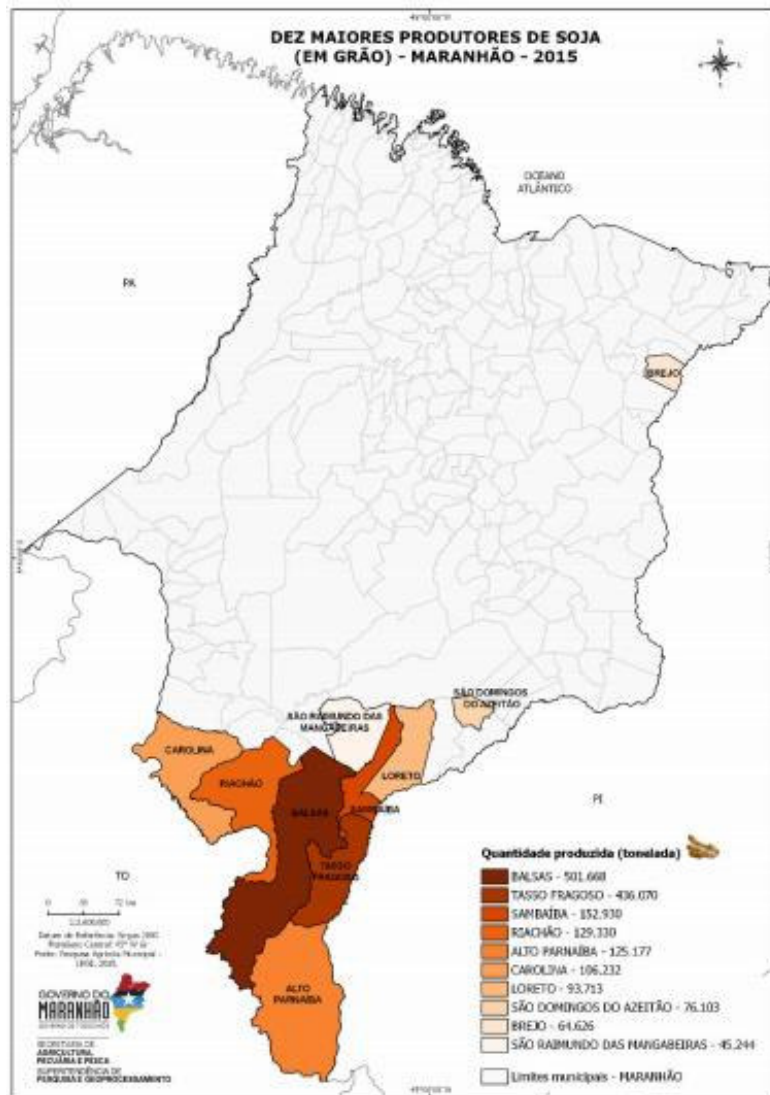 DEZ MAIORES PRODUTORES DE SOJA
(EM GRÃO) - MARANHÃO - 2015
OCEANO
ATLÂNTICO
PA
BREJO
SÃO DOMINGOS
DO AZEITÃO
SÃO RAIMUNDO DAS
MANGABEIRAS
CAROLINA
RIACHÃO
LORETO
BALSAS
SAMBAÍBA
PI
TASSO
FRAGOSO
TO
ALTO
PARNAÍBA
Quantidade produzida (tonelada)
BALSAS - 501.668
TASSO FRAGOSO - 436.070
SAMBAÍBA - 152.930
RIACHÃO - 129.330
ALTO PARNAÍBA - 125.177
CAROLINA - 106.232
LORETO - 93.713
SÃO DOMINGOS DO AZEITÃO - 76.103
BREJO - 64.626
SÃO RAIMUNDO DAS MANGABEIRAS - 45.244
Limites municipais - MARANHÃO
GOVERNO DO
MARANHÃO
SECRETARIA DE
AGRICULTURA,
PECUÁRIA E PESCA
SUPERINTENDÊNCIA DE
PESQUISA E GEOPROCESSAMENTO